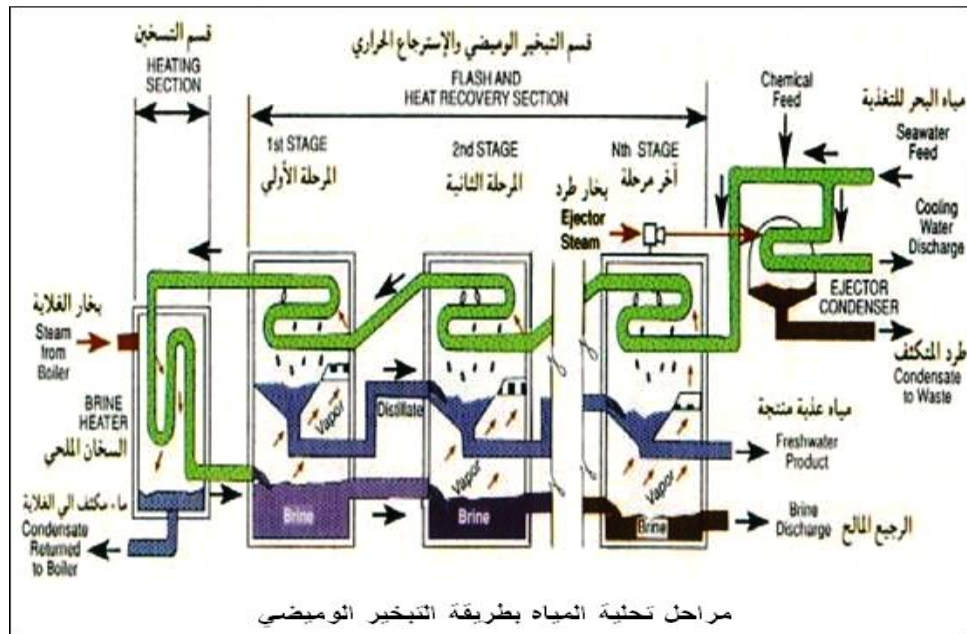 قسم التسخين
HEATING
SECTION
قسم التبخير الوميضي والإسترجاع الحراري
FLASH AND
HEAT RECOVERY SECTION
Chemical
Feed
مياه البحر للتغذية
Seawater
Feed
1st STAGE
المرحلة الأولي
2nd STAGE
المرحلة الثانية
Nth STAGE
أخر مرحلة
بخار طرد
Ejector
Steam
Cooling
Water
Discharge
EJECTOR
CONDENSER
بخار الغلاية
Steam
from
Boiler
طرد المتكثف
Condensate
to Waste
BRINE
HEATER
السخان الملحي
Distillate
Vapor
Vapor
Vapor
مياه عذبة منتجة
Freshwater
Product
ماء مكثف الي الغلاية
Condensate
Returned
to Boiler
Brine
Brine
Brine
Brine
Discharge
الرجيع المالح
مراحل تحلية المياه بطريقة التبخير الوميضي